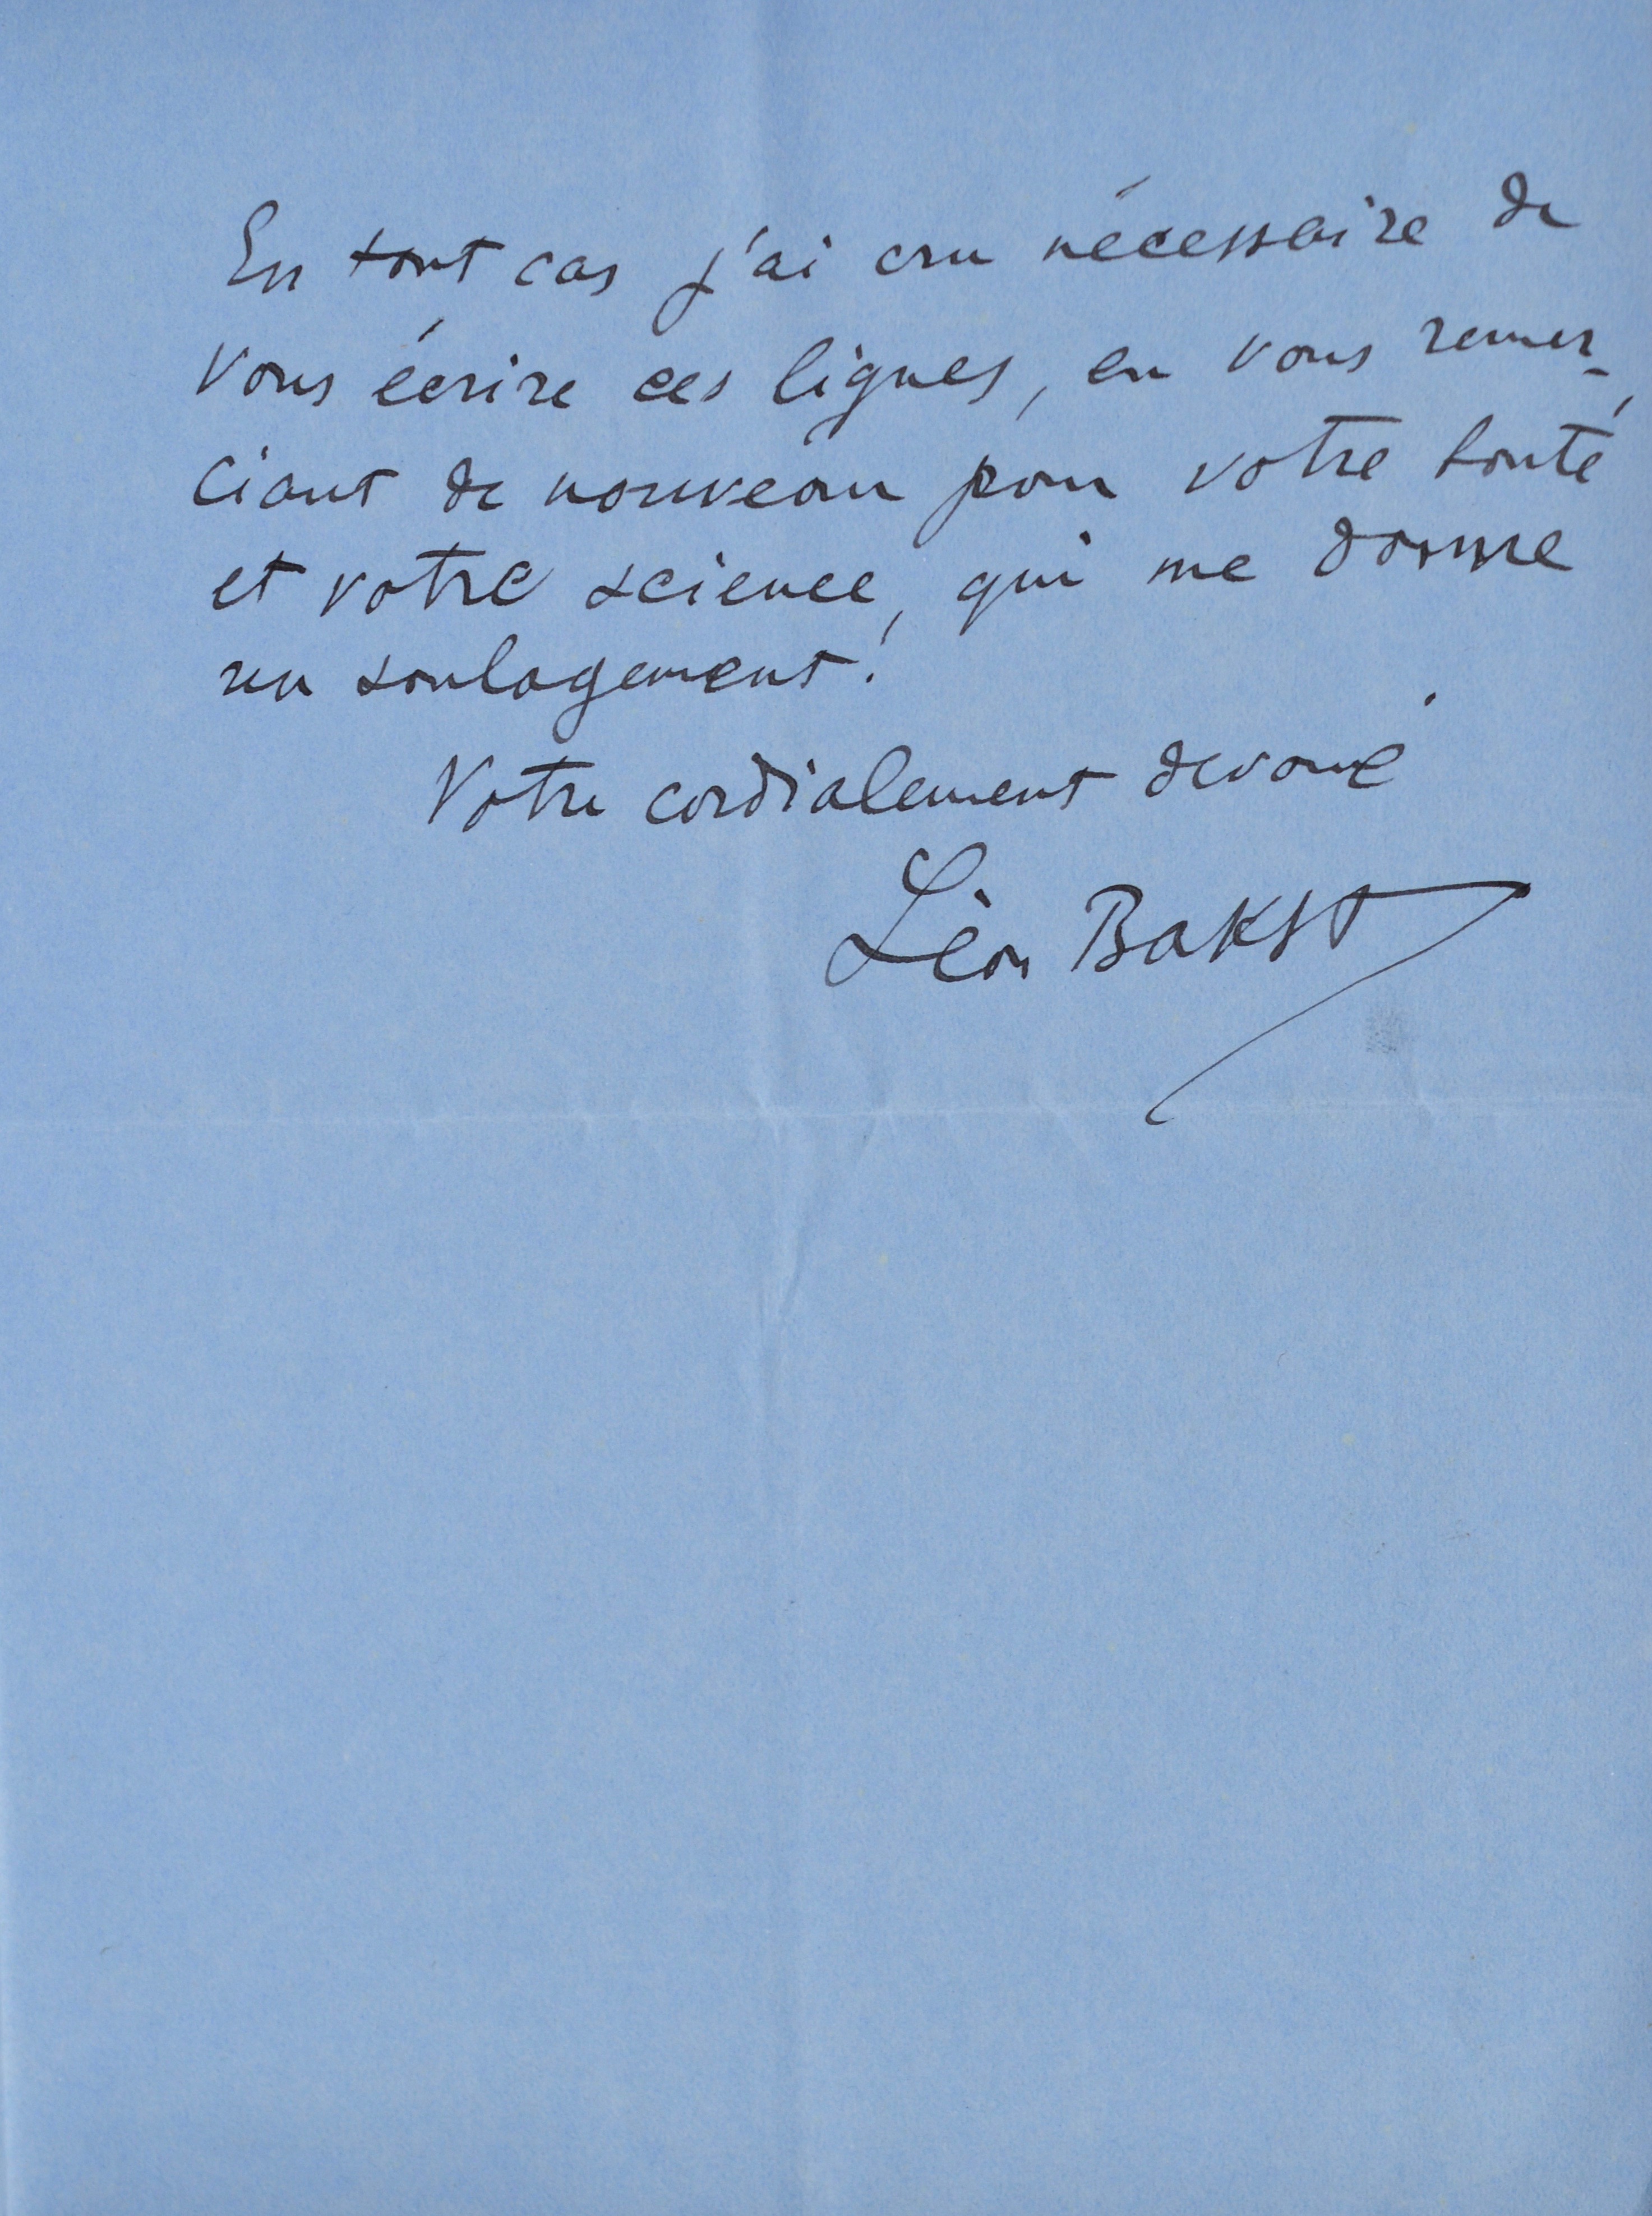 En tout cas j'ai cru nécessaire de
vous écrire ces lignes, en vous remer-
ciant de nouveau pour votre bonté
et votre science, qui me donne
un soulagement!
Votre cordialement devoué
Léon Bakst